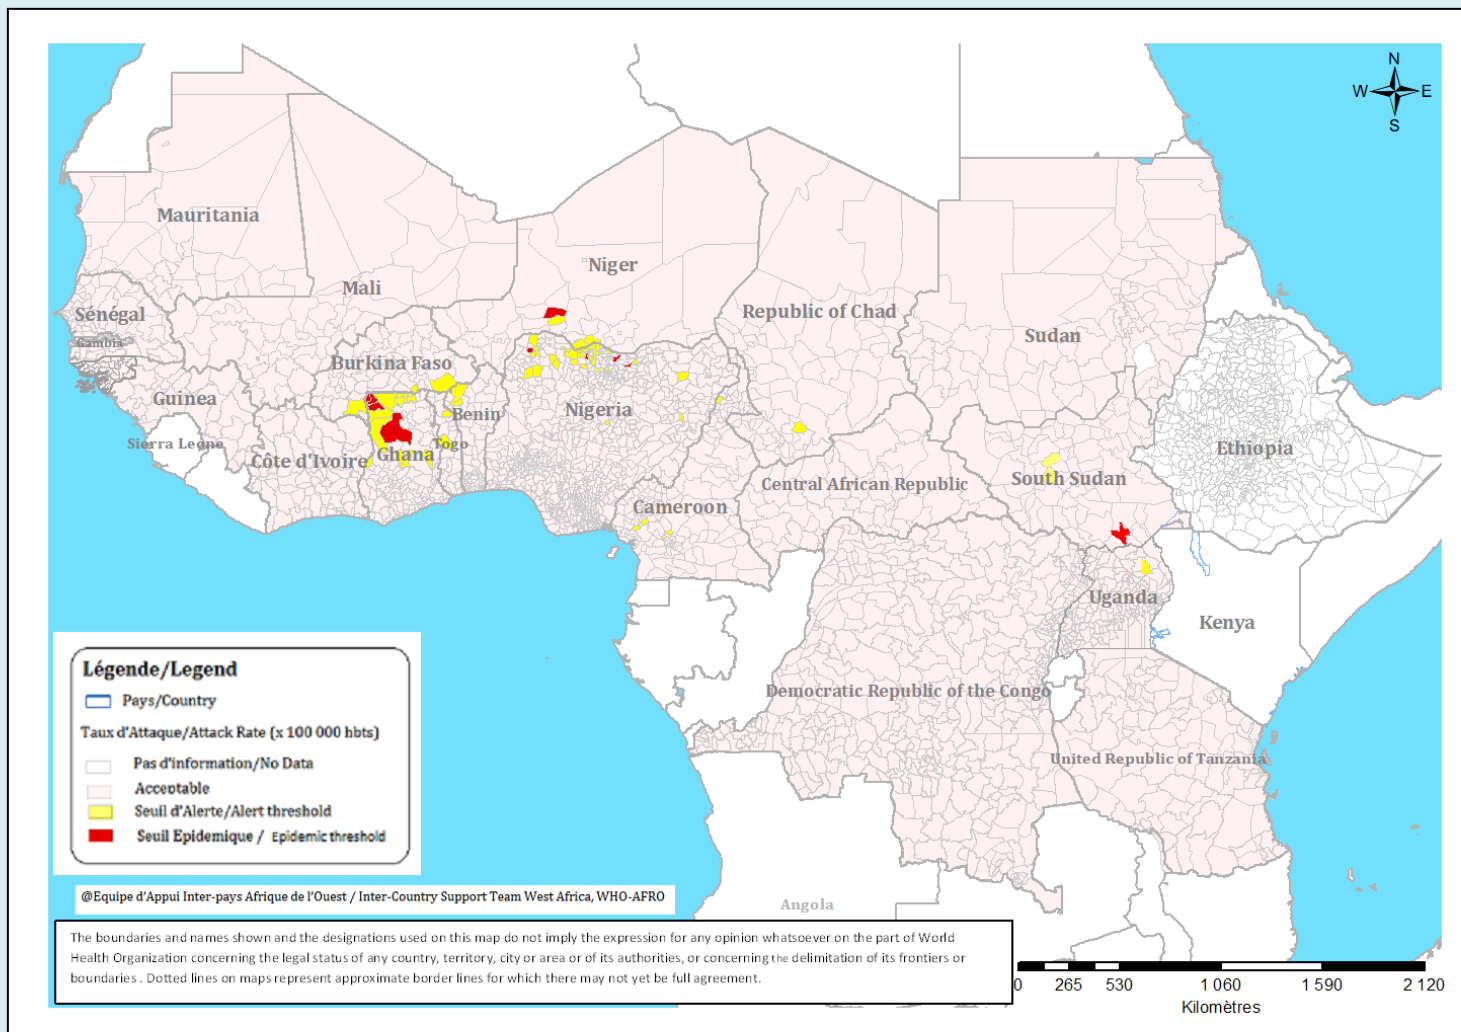 N
W E
S
Mauritania
Niger
Mali
Sénégal
Republic of Chad
Gambia
Sudan
Burkina Faso
Guinea
Benin
Nigeria
Sierra Leone
Togo
Ethiopia
Ghana
Côte d'Ivoire
South Sudan
Central African Republic
Cameroon
Uganda
Kenya
Democratic Republic of the Congo
United Republic of Tanzania
Angola
Légende/Legend
Pays/Country
Taux d'Attaque/Attack Rate (x 100 000 hbts)
Pas d'information/No Data
Acceptable
Seuil d'Alerte/Alert threshold
Seuil Epidemique / Epidemic threshold
@Equipe d'Appui Inter-pays Afrique de l'Ouest / Inter-Country Support Team West Africa, WHO-AFRO
The boundaries and names shown and the designations used on this map do not imply the expression for any opinion whatsoever on the part of World
Health Organization concerning the legal status of any country, territory, city or area or of its authorities, or concerning the delimitation of its frontiers or
boundaries . Dotted lines on maps represent approximate border lines for which there may not yet be full agreement.
0 265 530 1 060 1 590 2 120
Kilomètres